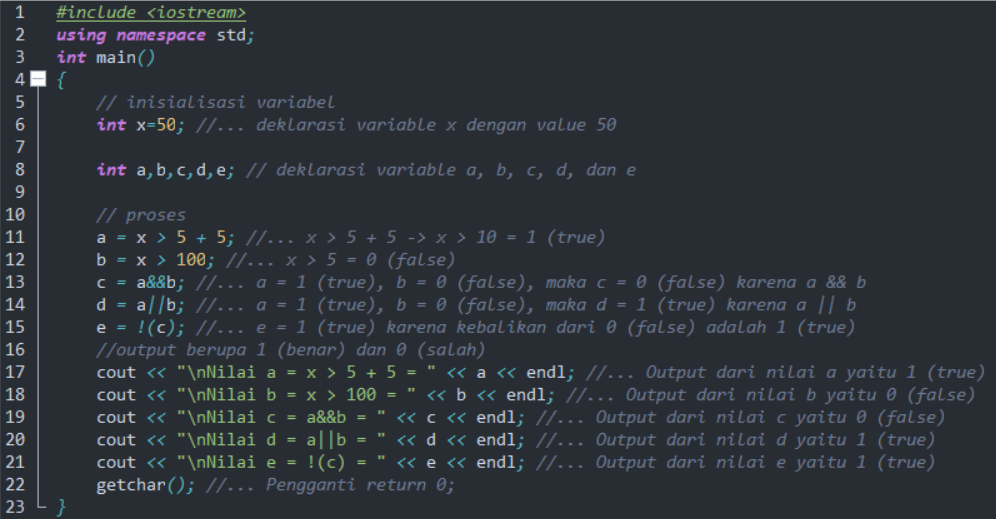 1 #include <iostream>
2 using namespace std;
3 int main()
4 {
5 // inisialisasi variabel
6 int x=50; //... deklarasi variable x dengan value 50
7
8 int a,b,c,d,e; // deklarasi variable a, b, c, d, dan e
9
10 // proses
11 a = x > 5 + 5; //... x > 5 + 5 -> x > 10 = 1 (true)
12 b = x > 100; //... x > 5 = 0 (false)
13 c = a&&b; //... a = 1 (true), b = 0 (false), maka c = 0 (false) karena a && b
14 d = a||b; //... a = 1 (true), b = 0 (false), maka d = 1 (true) karena a || b
15 e = !(c); //... e = 1 (true) karena kebalikan dari 0 (false) adalah 1 (true)
16 //output berupa 1 (benar) dan 0 (salah)
17 cout << "\nNilai a = x > 5 + 5 = " << a << endl; //... Output dari nilai a yaitu 1 (true)
18 cout << "\nNilai b = x > 100 = " << b << endl; //... Output dari nilai b yaitu 0 (false)
19 cout << "\nNilai c = a&&b = " << c << endl; //... Output dari nilai c yaitu 0 (false)
20 cout << "\nNilai d = a||b = " << d << endl; //... Output dari nilai d yaitu 1 (true)
21 cout << "\nNilai e = !(c) = " << e << endl; //... Output dari nilai e yaitu 1 (true)
22 getchar(); //... Pengganti return 0;
23 }